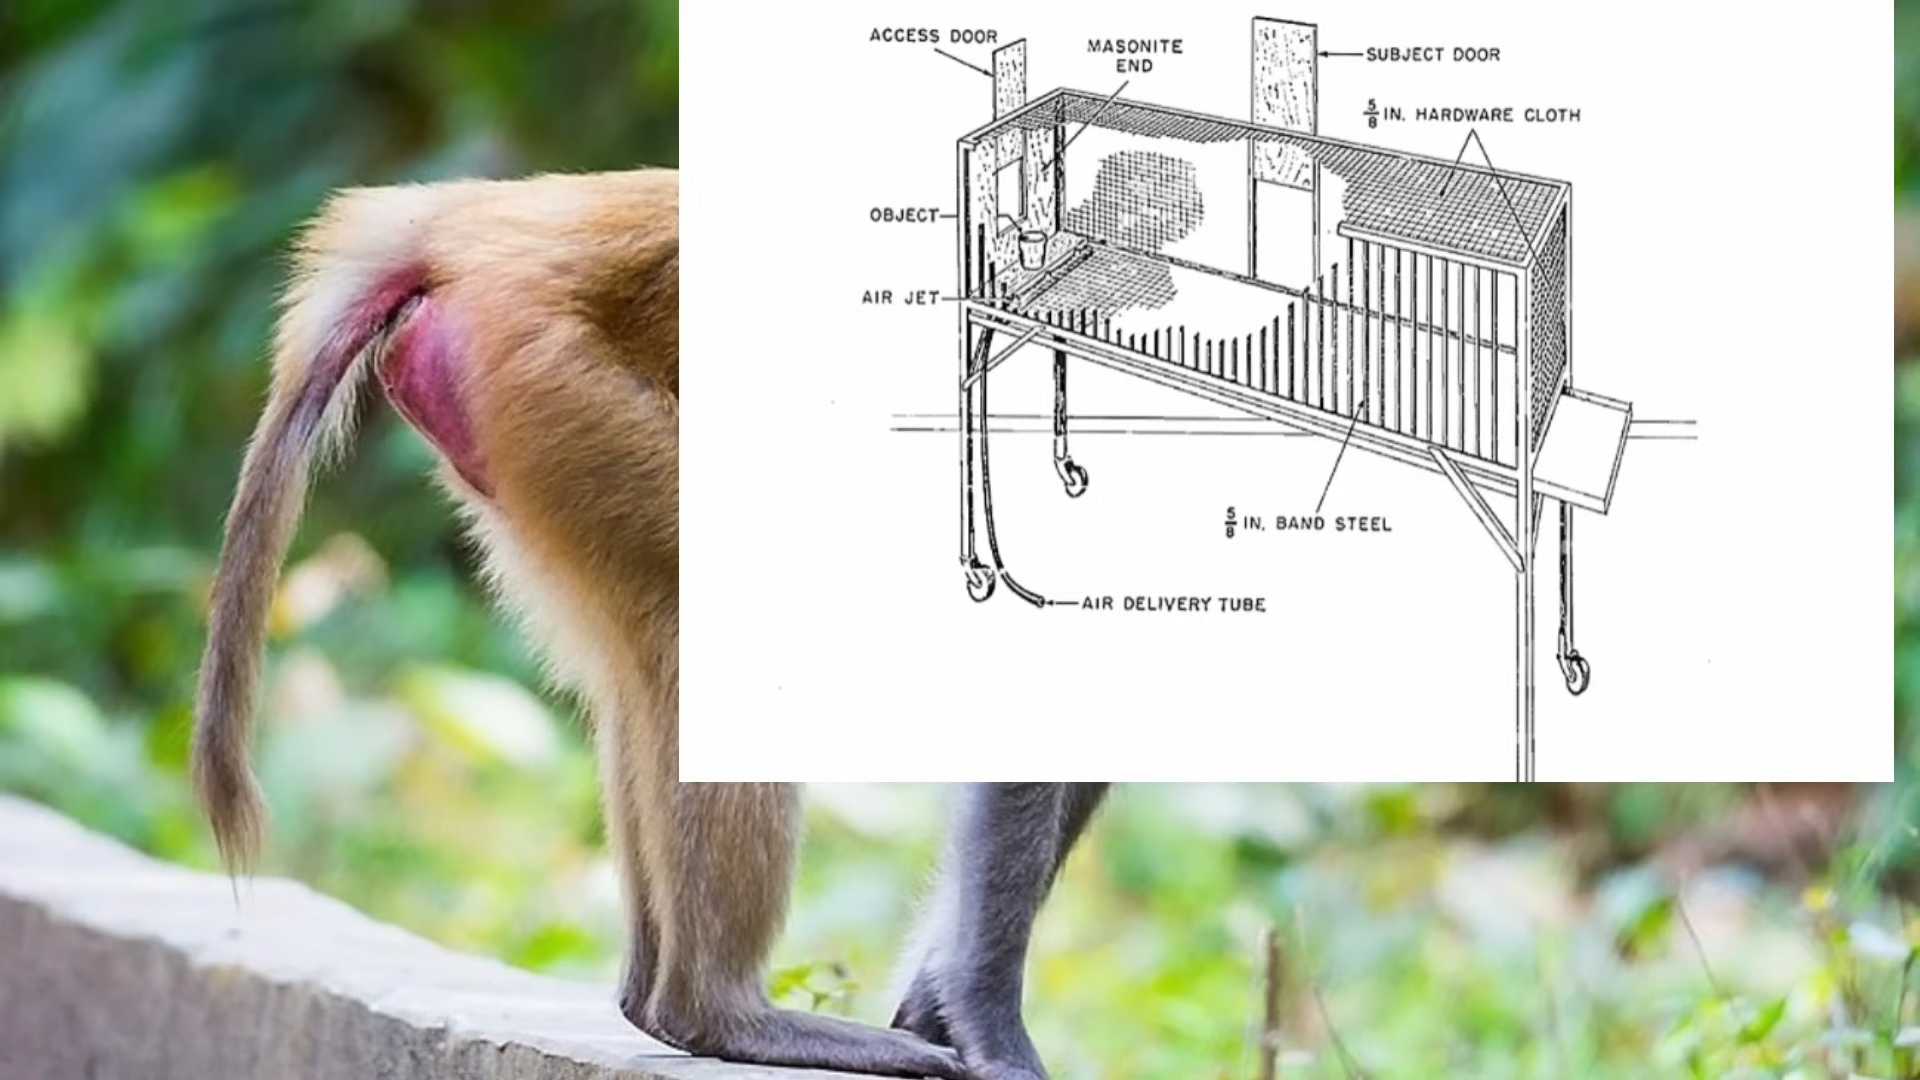 ACCESS DOOR
MASONITE
END
SUBJECT DOOR
5/8 IN. HARDWARE CLOTH
OBJECT
AIR JET
5/8 IN. BAND STEEL
AIR DELIVERY TUBE